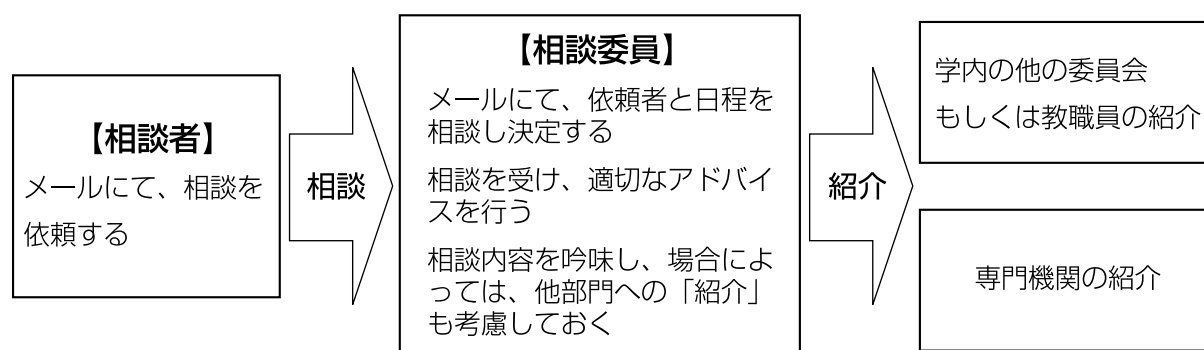 【相談者】
メールにて、相談を
依頼する
相談
【相談委員】
メールにて、依頼者と日程を
相談し決定する
相談を受け、適切なアドバイ
スを行う
相談内容を吟味し、場合によ
っては、他部門への「紹介」
も考慮しておく
紹介
学内の他の委員会
もしくは教職員の紹介
専門機関の紹介